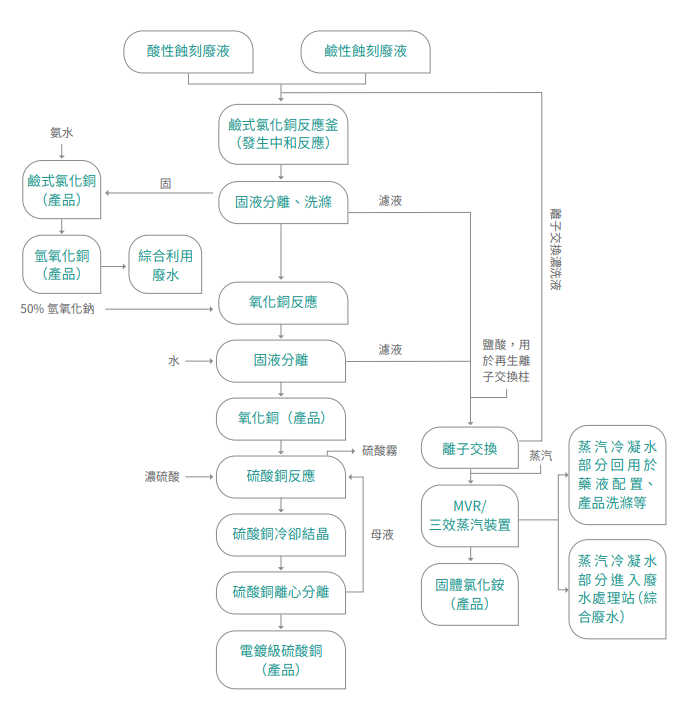 酸性蝕刻廢液
鹼性蝕刻廢液
鹼式氯化銅反應釜
（發生中和反應）
氨水
鹼式氯化銅
（產品）
固
固液分離、洗滌
濾液
離子交換濃洗液
氫氧化銅
（產品）
綜合利用
廢水
50% 氫氧化鈉
氧化銅反應
水
固液分離
濾液
鹽酸，用
於再生離
子交換柱
氧化銅（產品）
硫酸霧
離子交換
蒸汽
濃硫酸
硫酸銅反應
MVR/
三效蒸汽裝置
蒸汽冷凝水
部分回用於
藥液配置、
產品洗滌等
硫酸銅冷卻結晶
母液
硫酸銅離心分離
固體氯化銨
（產品）
蒸汽冷凝水
部分進入廢
水處理站（綜
合廢水）
電鍍級硫酸銅
（產品）